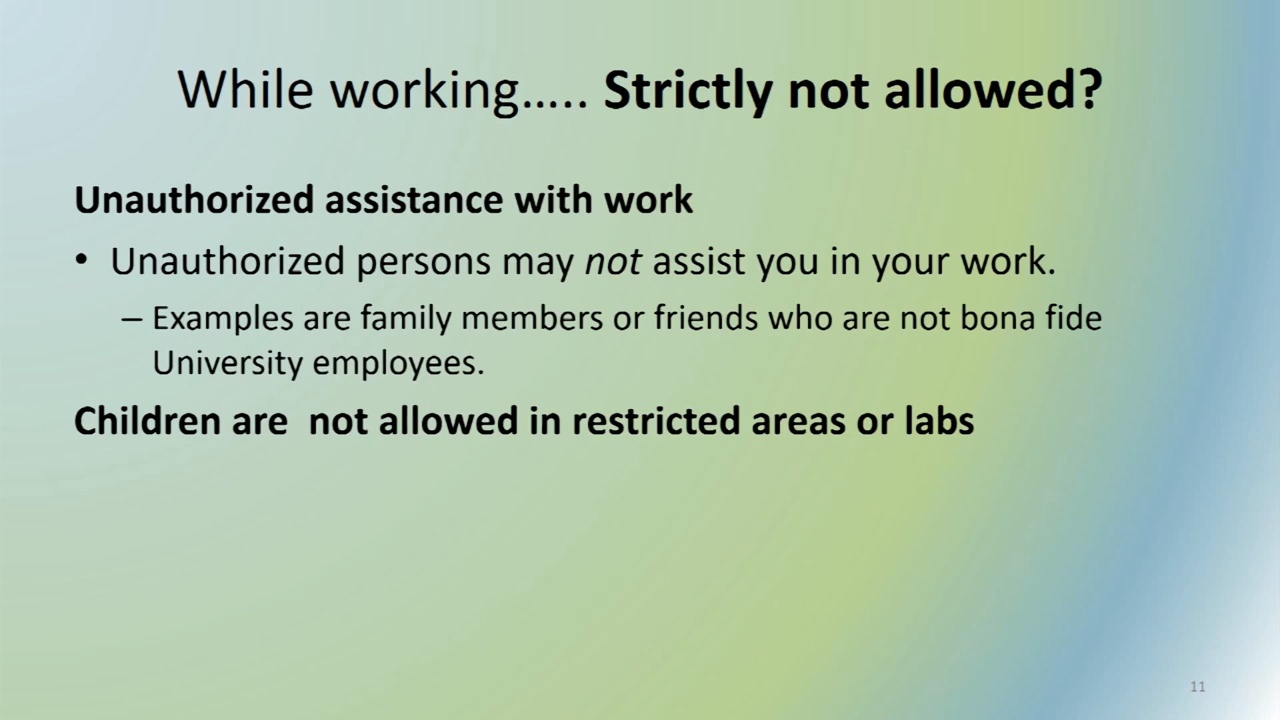 While working..... Strictly not allowed?
Unauthorized assistance with work
• Unauthorized persons may not assist you in your work.
– Examples are family members or friends who are not bona fide
University employees.
Children are  not allowed in restricted areas or labs
11